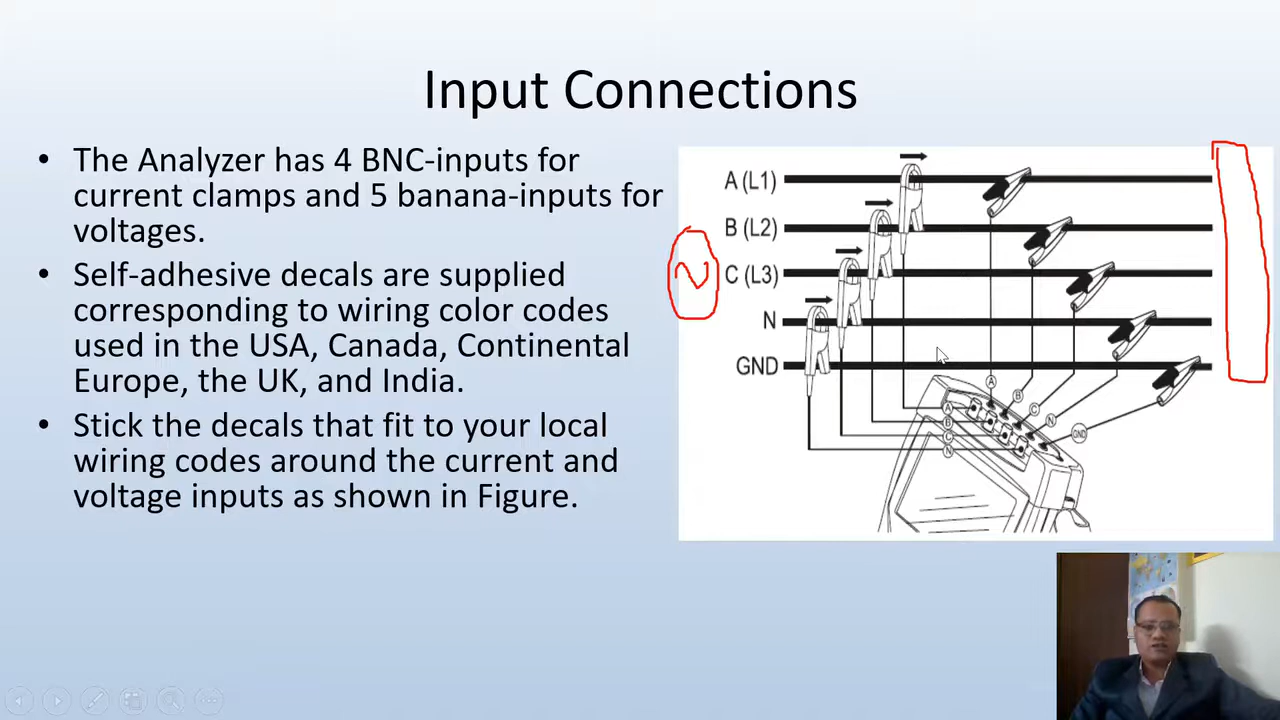 Input Connections
• The Analyzer has 4 BNC-inputs for
current clamps and 5 banana-inputs for
voltages.
• Self-adhesive decals are supplied
corresponding to wiring color codes
used in the USA, Canada, Continental
Europe, the UK, and India.
• Stick the decals that fit to your local
wiring codes around the current and
voltage inputs as shown in Figure.
A (L1)
B (L2)
C (L3)
N
GND
A
B
C
N
GND
A
B
C
N